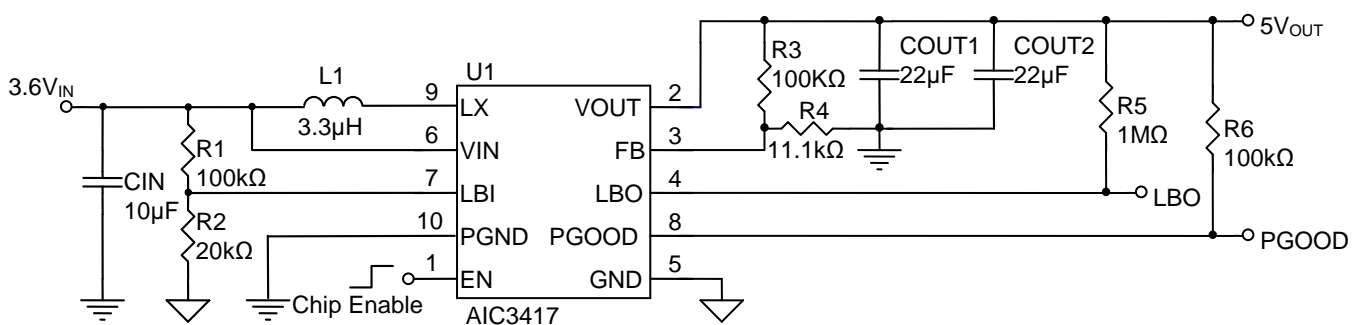 5VOUT
COUT1
COUT2
22µF
22µF
R3
100KΩ
U1
L1
3.6VIN
3.3µH
9
LX
VOUT
2
R4
11.1kΩ
R5
1MΩ
R6
100kΩ
6
VIN
FB
3
R1
100kΩ
7
LBI
LBO
4
LBO
CIN
10µF
R2
20kΩ
10
PGND
PGOOD
8
PGOOD
1
EN
GND
5
Chip Enable
AIC3417